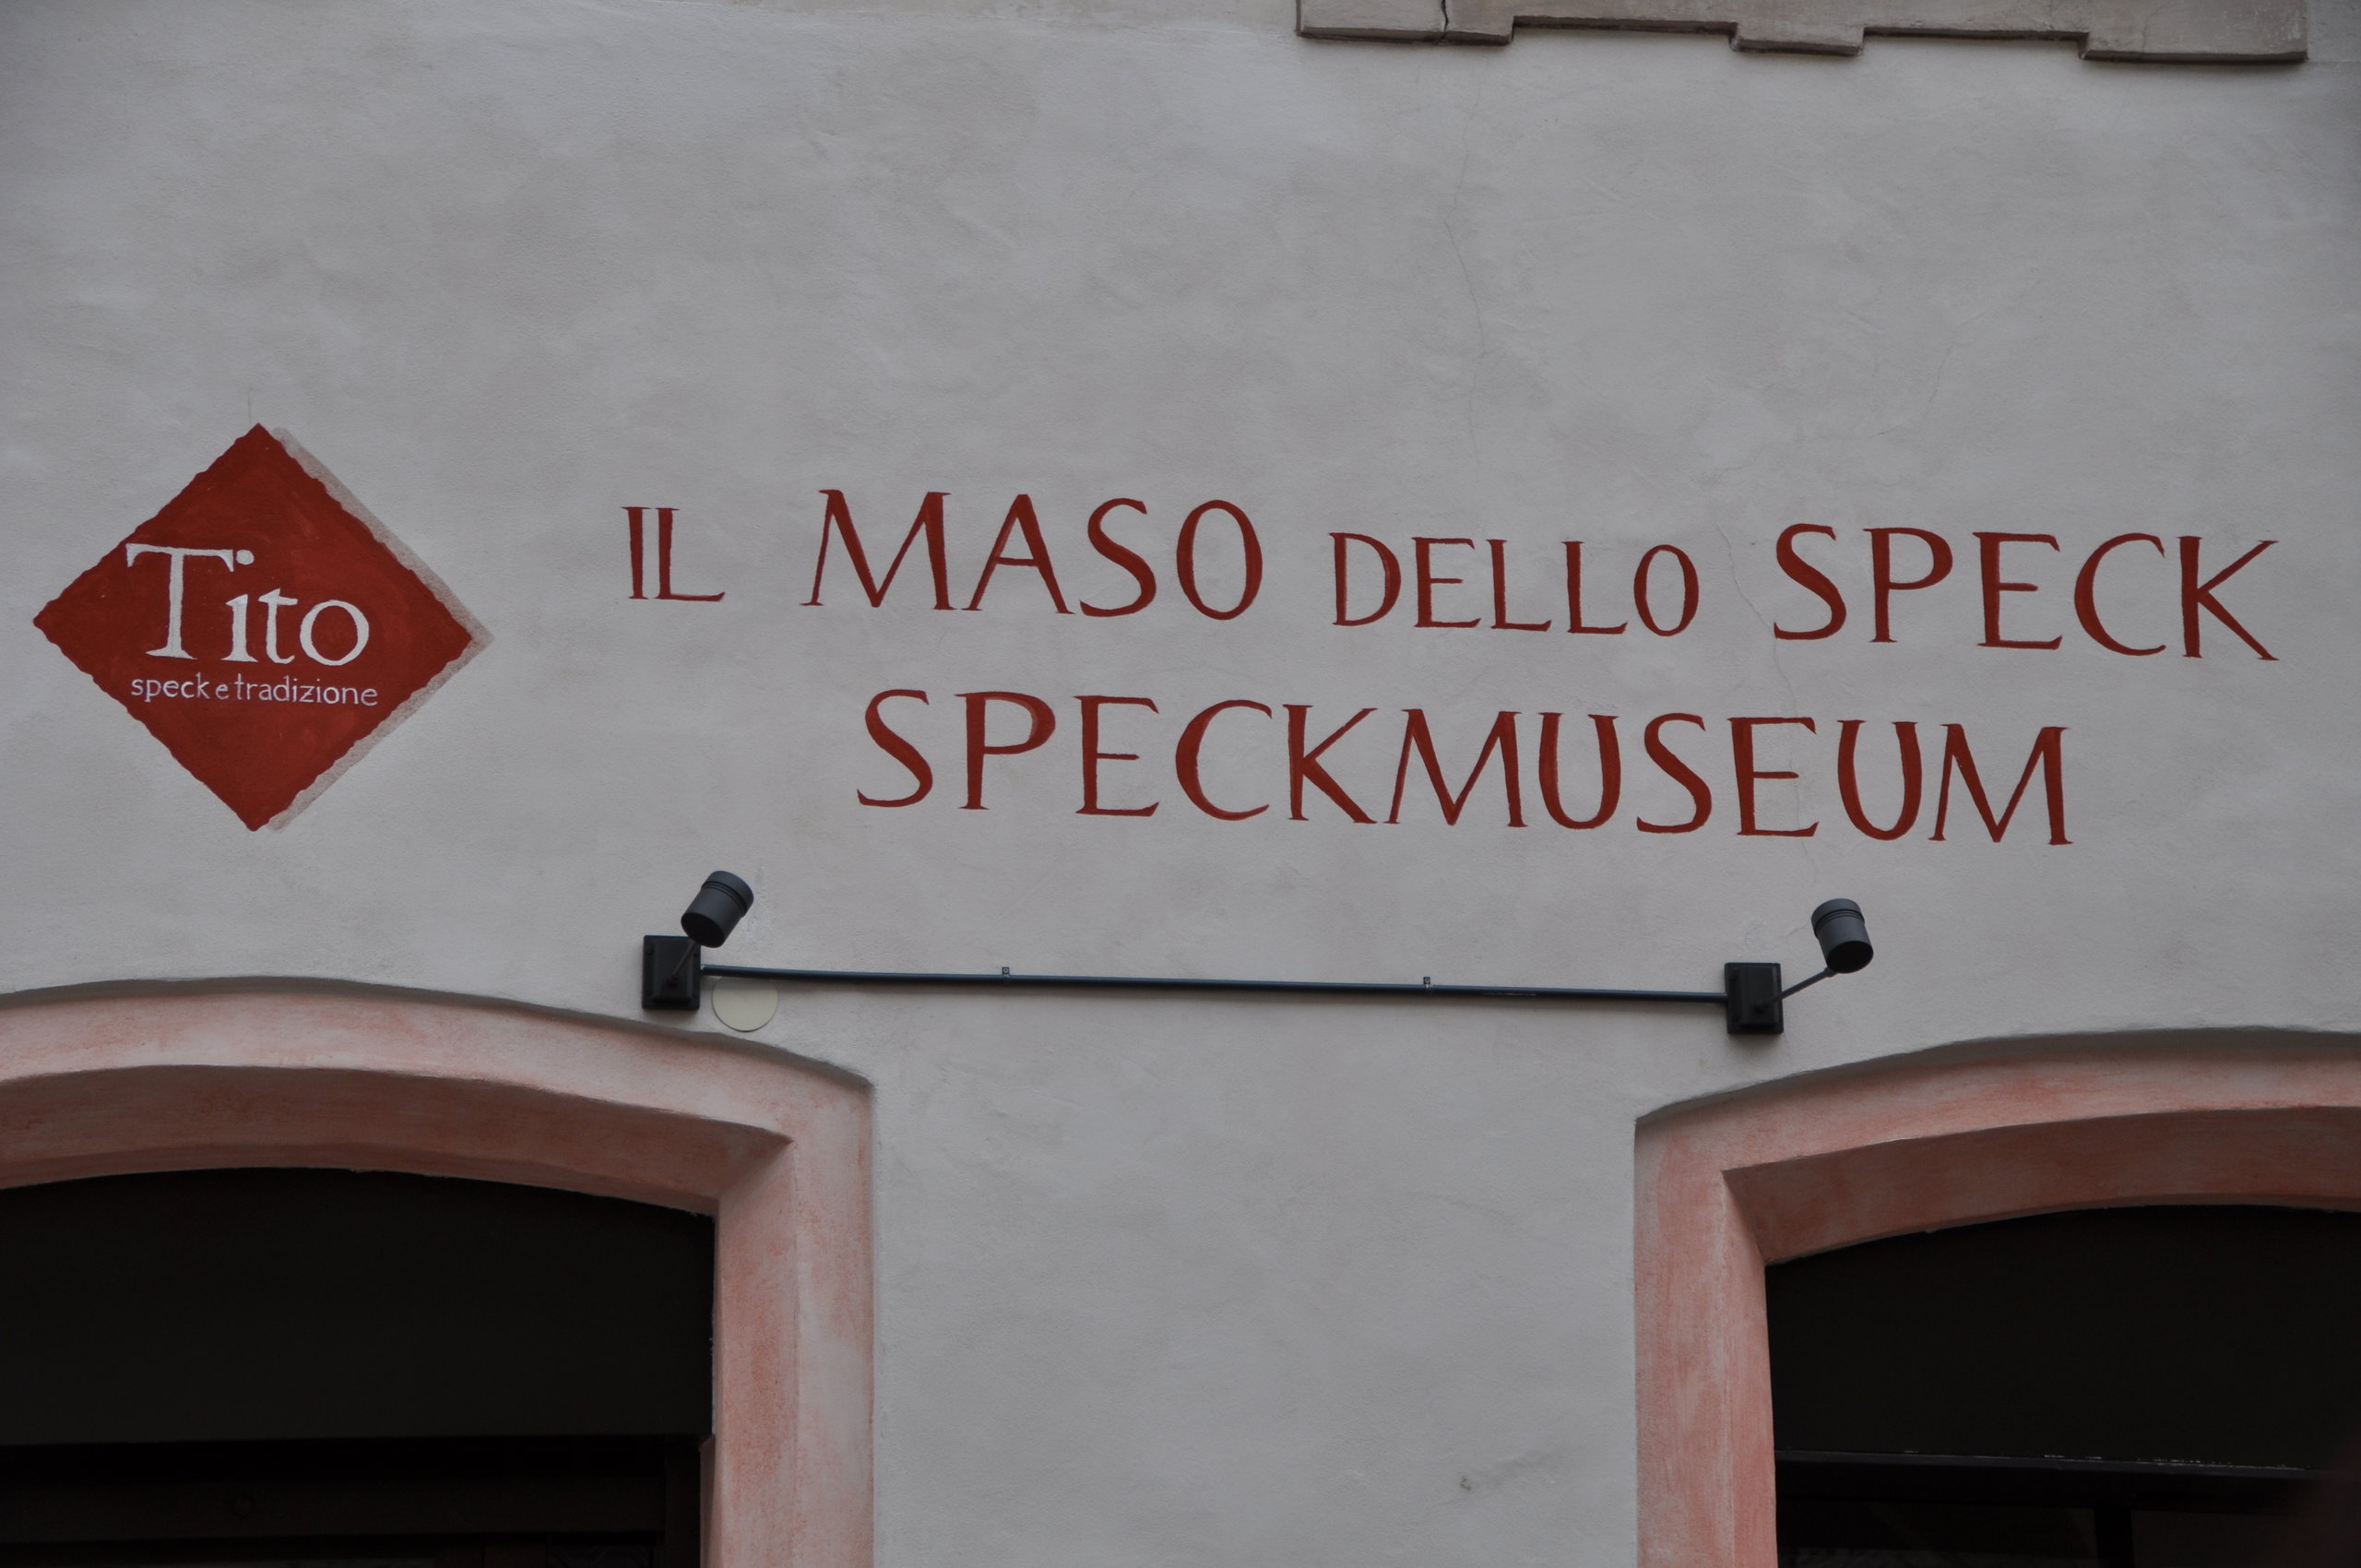 Tito
speck e tradizione
IL MASO DELLO SPECK
SPECKMUSEUM